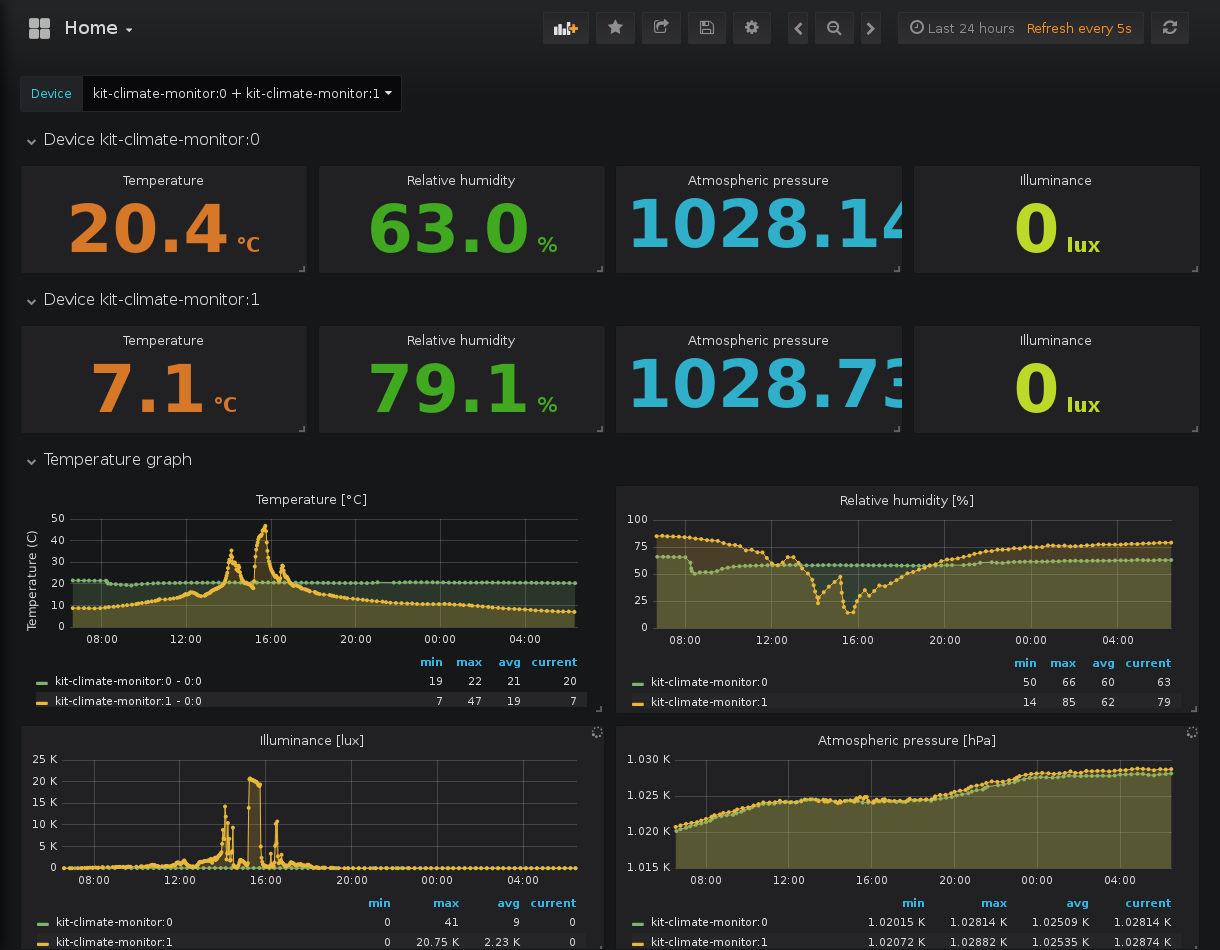 Home
Last 24 hours Refresh every 5s
Device kit-climate-monitor:0 + kit-climate-monitor:1
Device kit-climate-monitor:0
Temperature Relative humidity Atmospheric pressure Illuminance
20.4 °C 63.0 % 1028.14 0 lux
Device kit-climate-monitor:1
Temperature Relative humidity Atmospheric pressure Illuminance
7.1 °C 79.1 % 1028.73 0 lux
Temperature graph
Temperature [°C]
Temperature (C)
50
40
30
20
10
0
08:00 12:00 16:00 20:00 00:00 04:00
min max avg current
kit-climate-monitor:0 - 0:0 19 22 21 20
kit-climate-monitor:1 - 0:0 7 47 19 7
Relative humidity [%]
100
75
50
25
0
08:00 12:00 16:00 20:00 00:00 04:00
min max avg current
kit-climate-monitor:0 50 66 60 63
kit-climate-monitor:1 14 85 62 79
Illuminance [lux]
25 K
20 K
15 K
10 K
5 K
0
08:00 12:00 16:00 20:00 00:00 04:00
min max avg current
kit-climate-monitor:0 0 41 9 0
kit-climate-monitor:1 0 20.75 K 2.23 K 0
Atmospheric pressure [hPa]
1.030 K
1.025 K
1.020 K
1.015 K
08:00 12:00 16:00 20:00 00:00 04:00
min max avg current
kit-climate-monitor:0 1.02015 K 1.02814 K 1.02509 K 1.02814 K
kit-climate-monitor:1 1.02072 K 1.02882 K 1.02535 K 1.02874 K